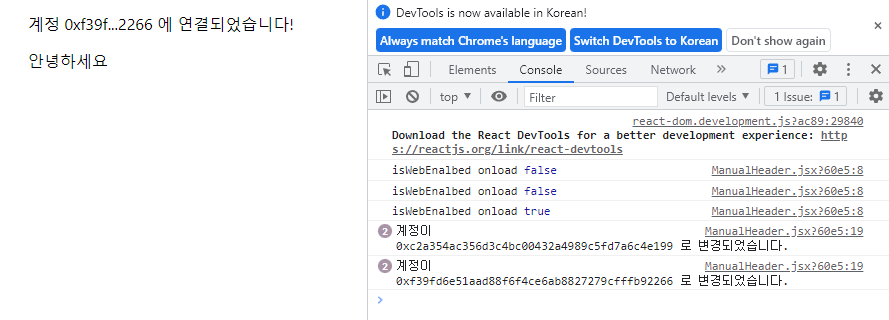 계정 0xf39f...2266 에 연결되었습니다!
안녕하세요
DevTools is now available in Korean!
Always match Chrome's language
Switch DevTools to Korean
Don't show again
Elements Console Sources Network » 1
top Filter Default levels 1 Issue: 1
react-dom.development.js?ac89:29840
Download the React DevTools for a better development experience: http
s://reactjs.org/link/react-devtools
isWebEnalbed onload false ManualHeader.jsx?60e5:8
isWebEnalbed onload false ManualHeader.jsx?60e5:8
isWebEnalbed onload true ManualHeader.jsx?60e5:8
2 계정이 ManualHeader.jsx?60e5:19
0xc2a354ac356d3c4bc00432a4989c5fd7a6c4e199 로 변경되었습니다.
2 계정이 ManualHeader.jsx?60e5:19
0xf39fd6e51aad88f6f4ce6ab8827279cfffb92266 로 변경되었습니다.